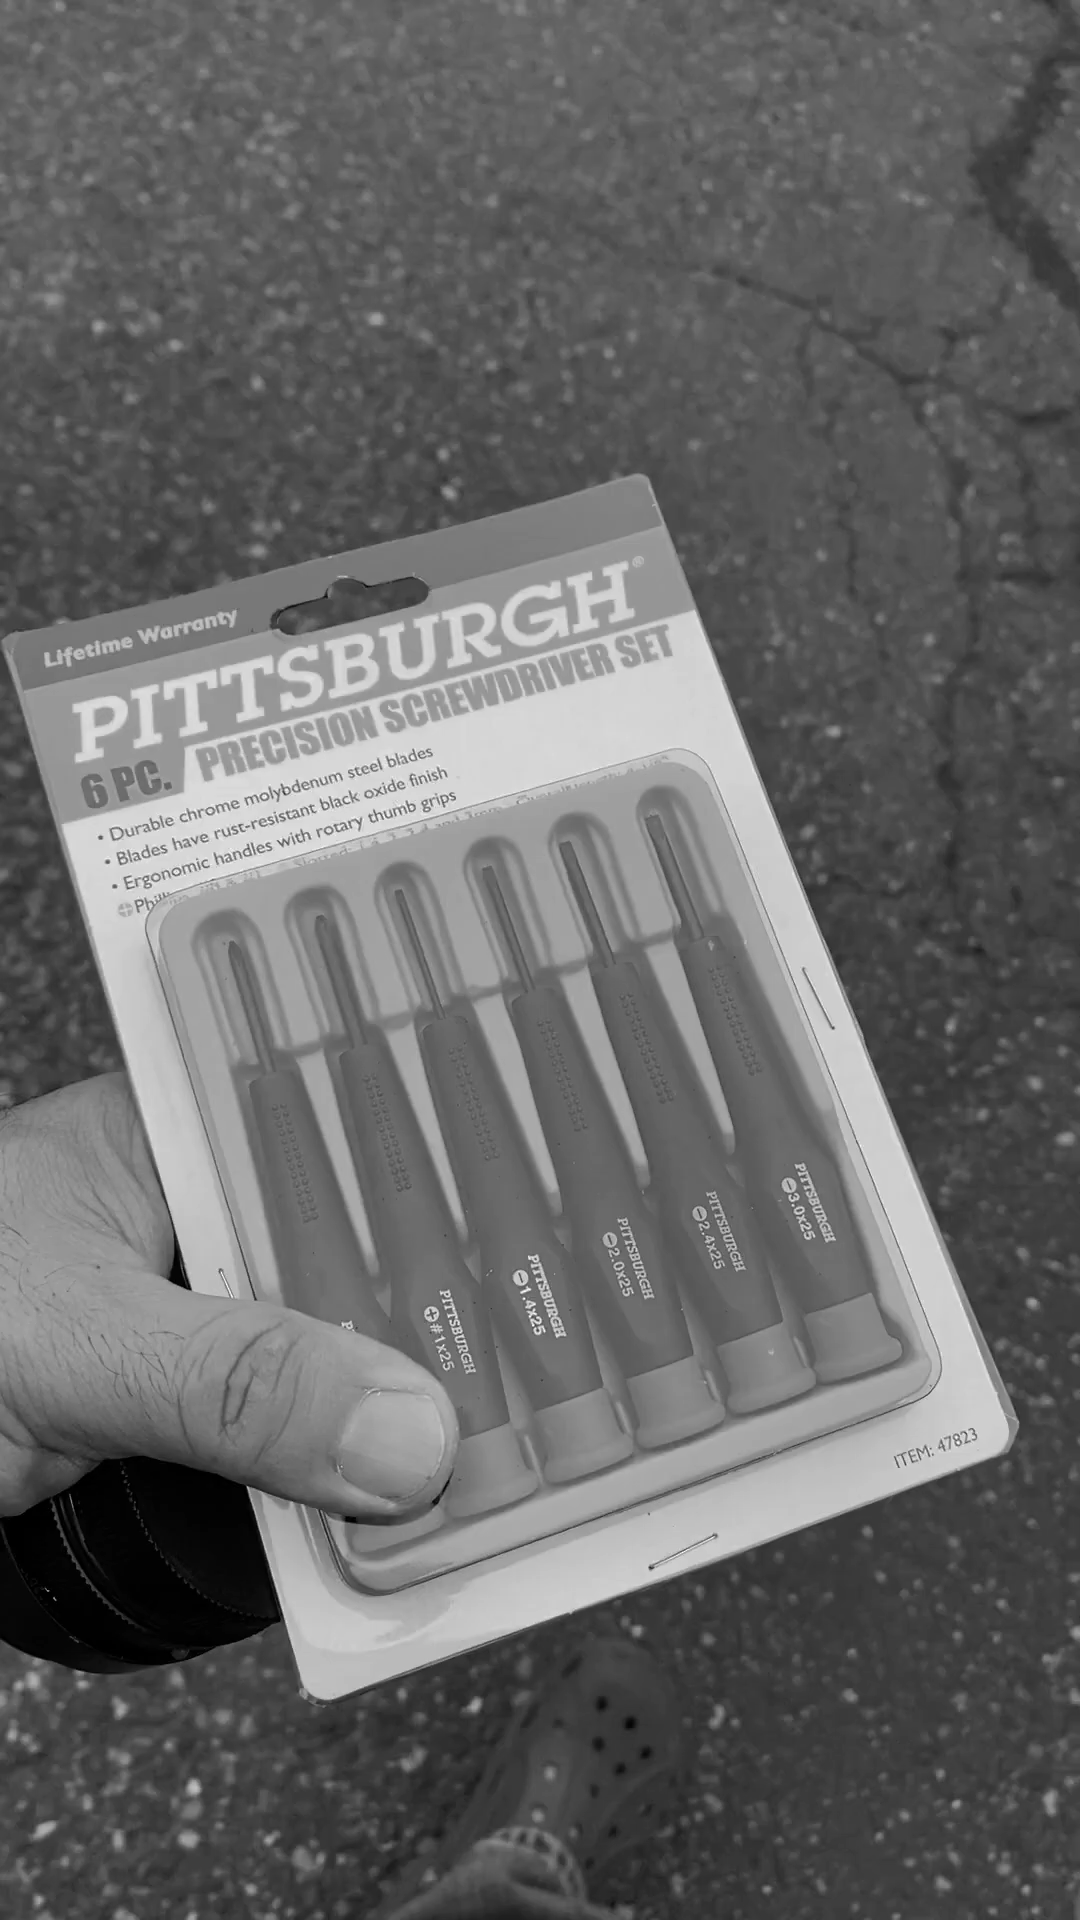 Lifetime Warranty
PITTSBURGH®
6 PC. PRECISION SCREWDRIVER SET
• Durable chrome molybdenum steel blades
• Blades have rust-resistant black oxide finish
• Ergonomic handles with rotary thumb grips
PITTSBURGH
#1x25
PITTSBURGH
1.4x25
PITTSBURGH
2.0x25
PITTSBURGH
2.4x25
PITTSBURGH
3.0x25
ITEM: 47823